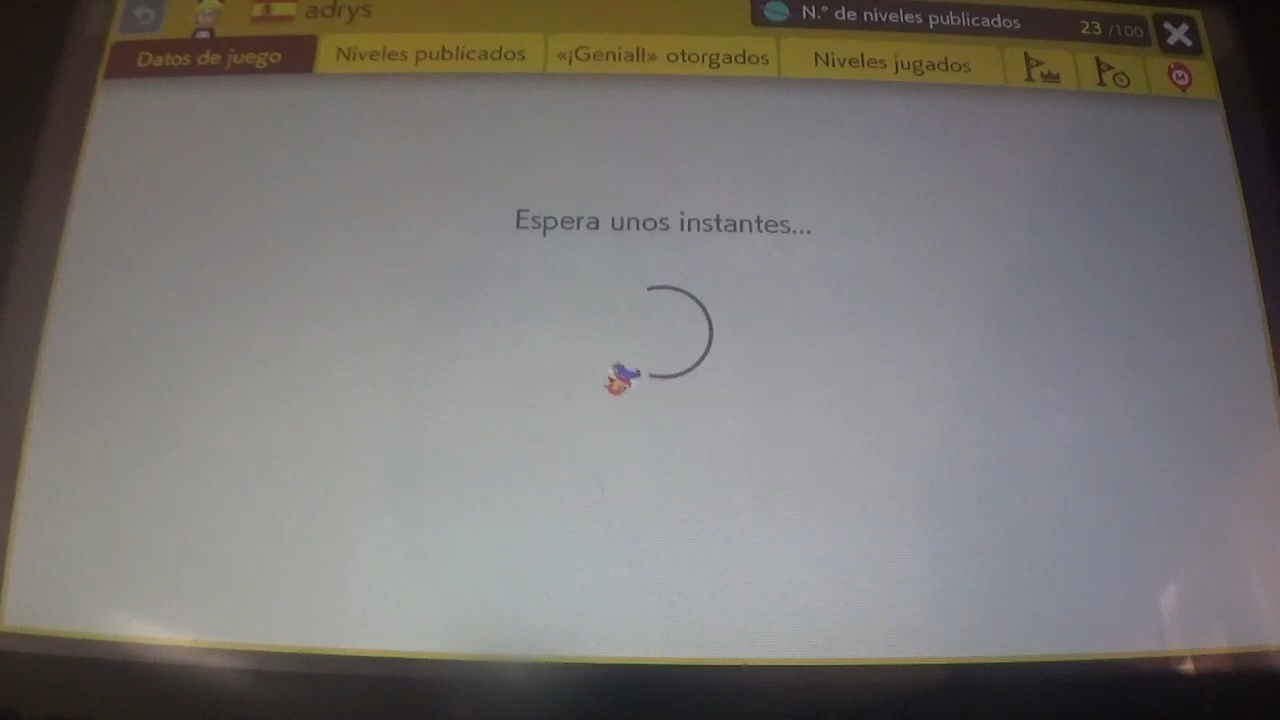 adrys
N.º de niveles publicados 23/100
Datos de juego
Niveles publicados
«¡Genial!» otorgados
Niveles jugados
M
Espera unos instantes...